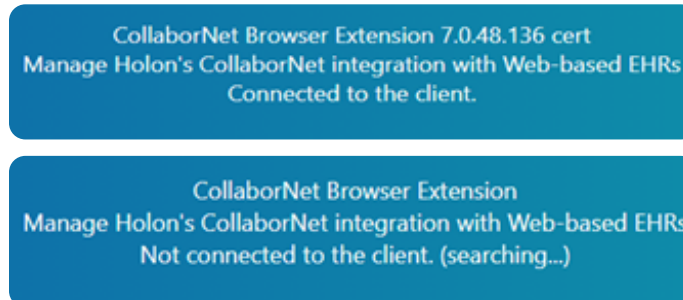 CollaborNet Browser Extension 7.0.48.136 cert
Manage Holon's CollaborNet integration with Web-based EHRs
Connected to the client.
CollaborNet Browser Extension
Manage Holon's CollaborNet integration with Web-based EHRs
Not connected to the client. (searching...)